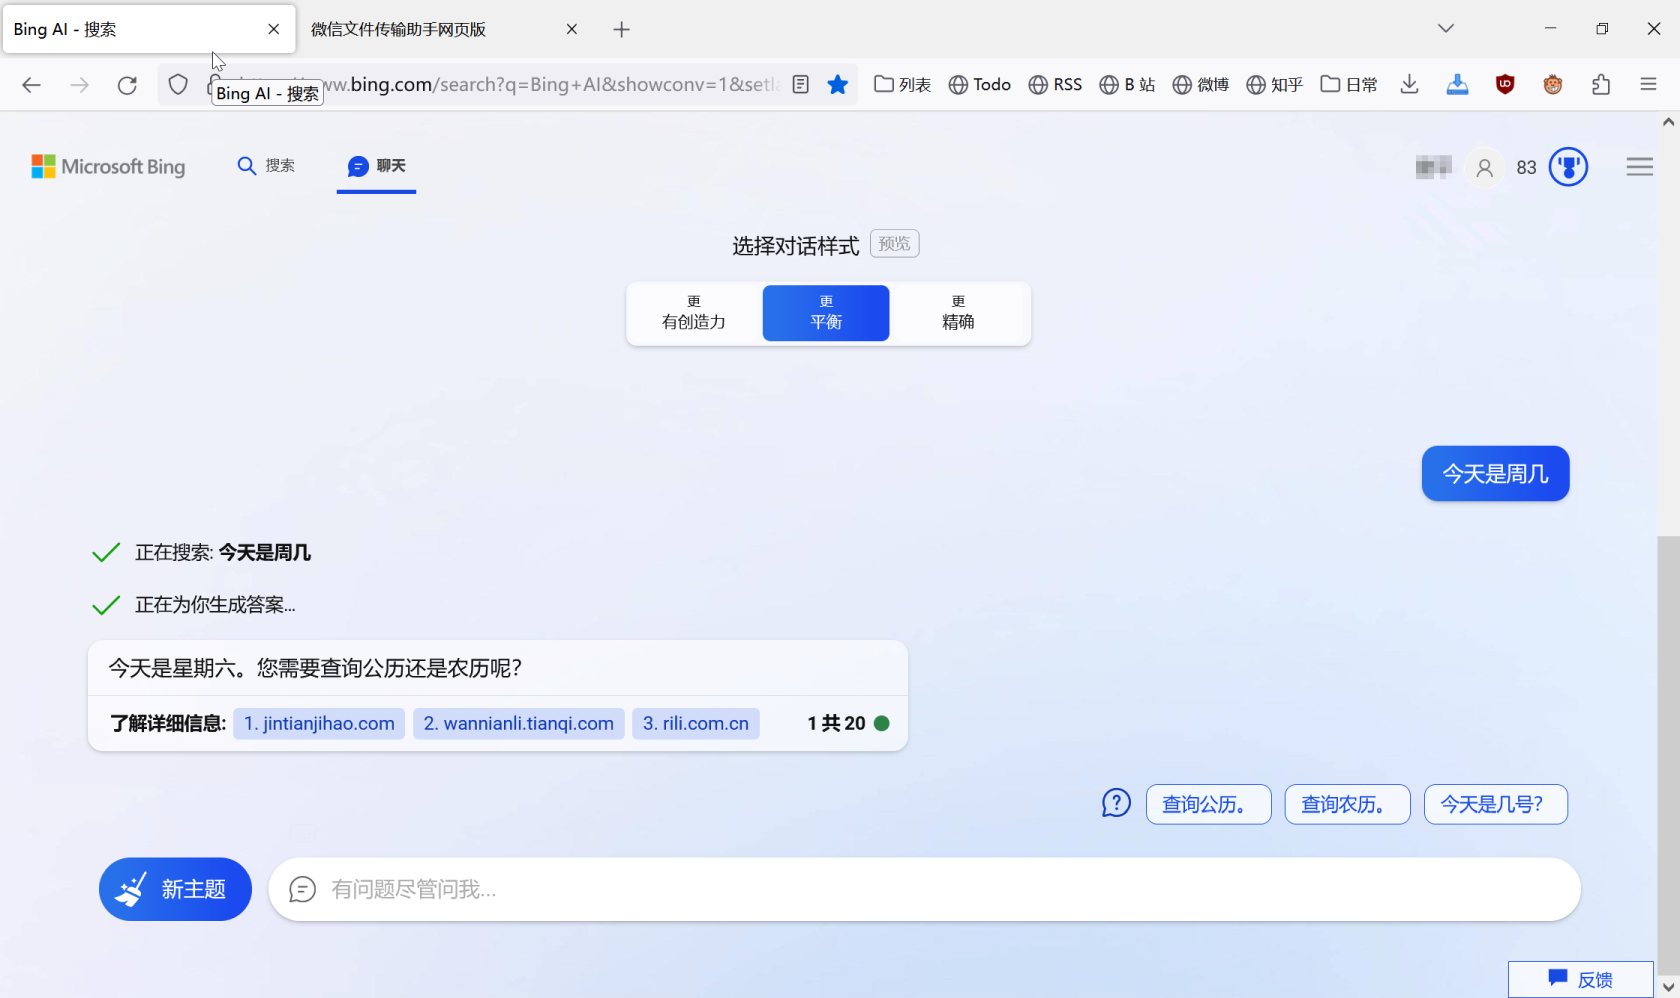 Bing AI - 搜索
微信文件传输助手网页版
ww.bing.com/search?q=Bing+AI&showconv=1&setla
Bing AI - 搜索
列表
Todo
RSS
B 站
微博
知乎
日常
Microsoft Bing
搜索
聊天
83
选择对话样式 预览
更
有创造力
更
平衡
更
精确
今天是周几
正在搜索: 今天是周几
正在为你生成答案...
今天是星期六。您需要查询公历还是农历呢?
了解详细信息: 1. jintianjihao.com 2. wannianli.tianqi.com 3. rili.com.cn 1 共 20
查询公历。
查询农历。
今天是几号?
新主题
有问题尽管问我...
反馈